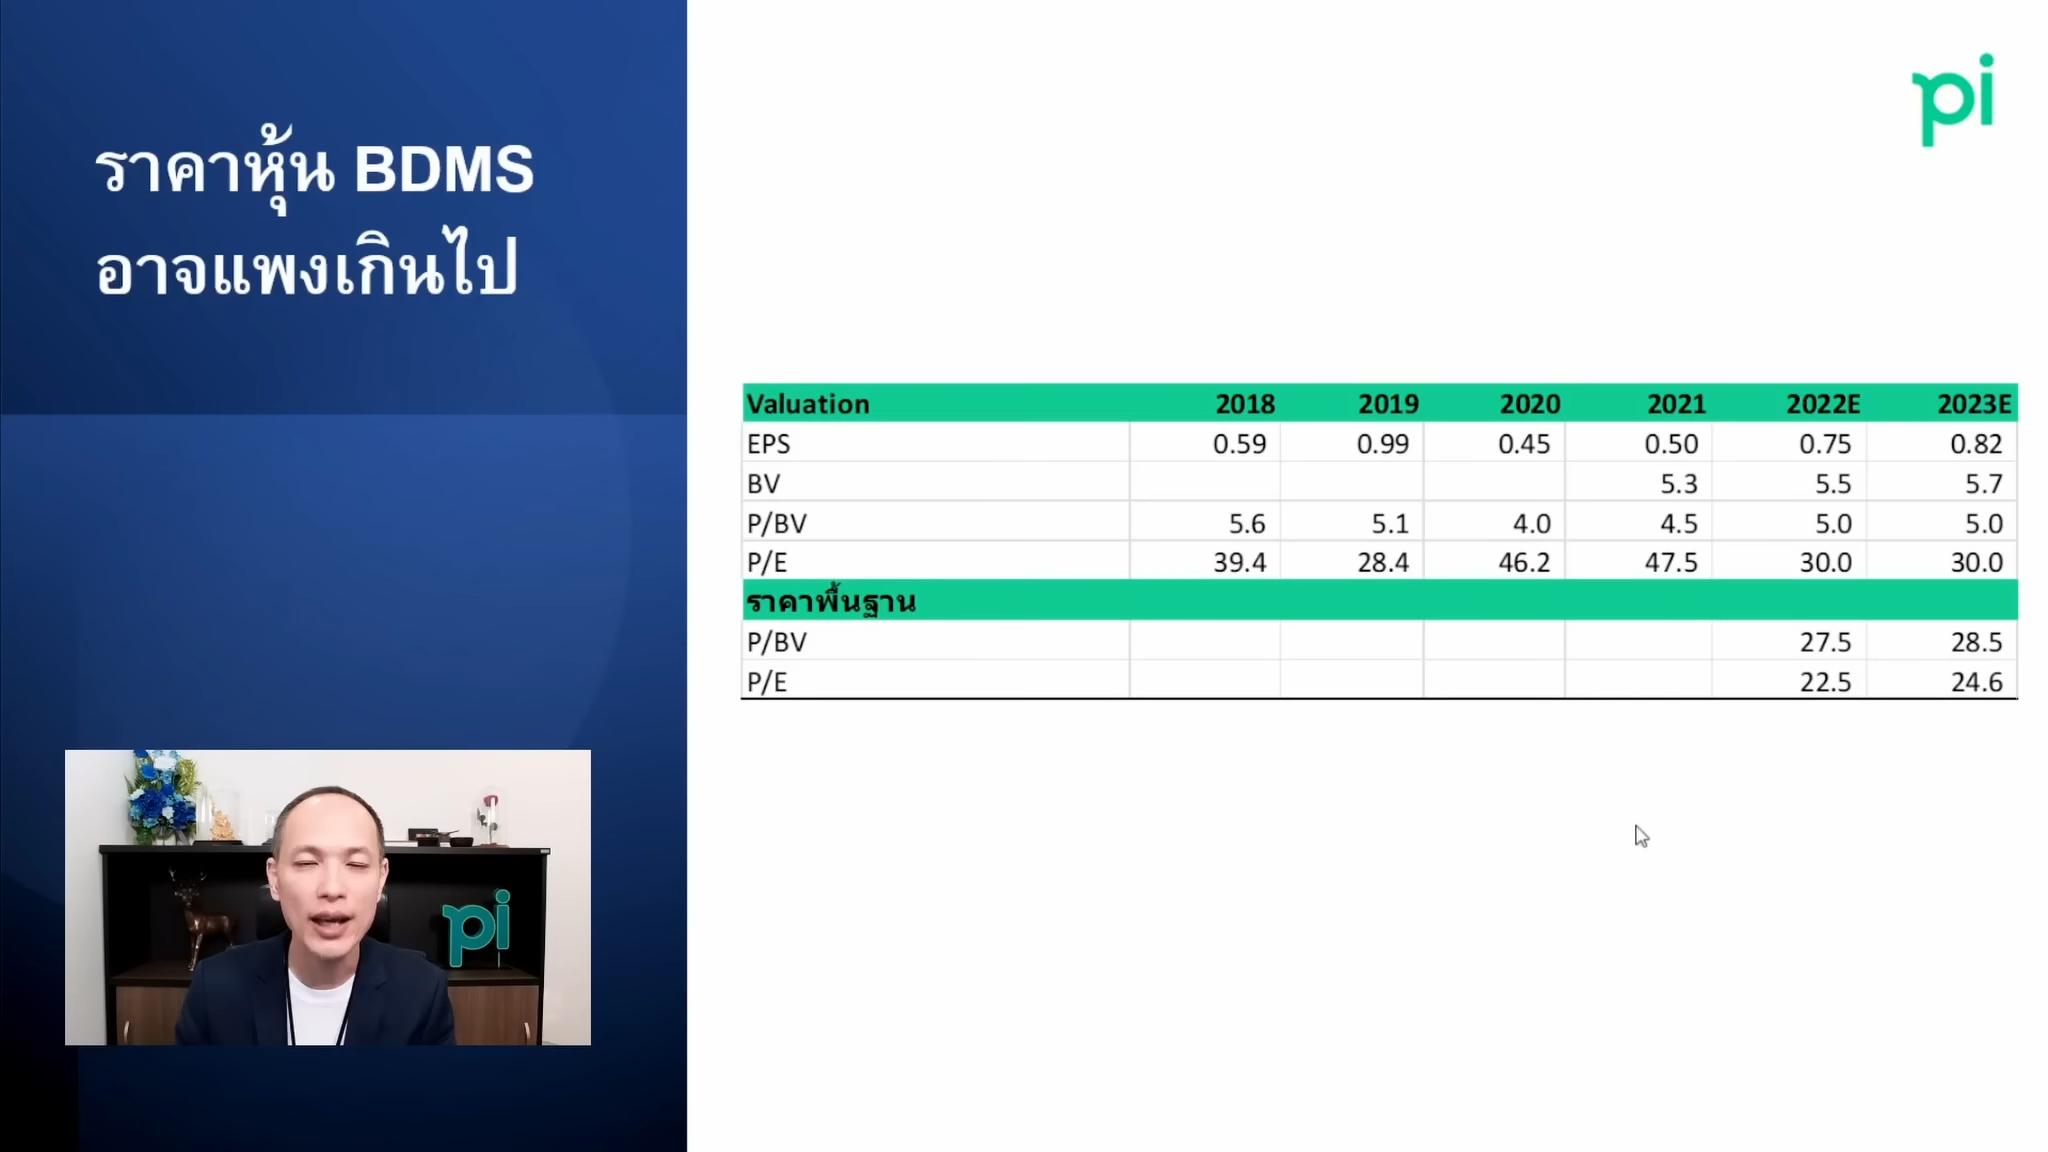 ราคาหุ้น BDMS
อาจแพงเกินไป
pi
Valuation 2018 2019 2020 2021 2022E 2023E
EPS 0.59 0.99 0.45 0.50 0.75 0.82
BV 5.3 5.5 5.7
P/BV 5.6 5.1 4.0 4.5 5.0 5.0
P/E 39.4 28.4 46.2 47.5 30.0 30.0
ราคาพื้นฐาน
P/BV 27.5 28.5
P/E 22.5 24.6
pi